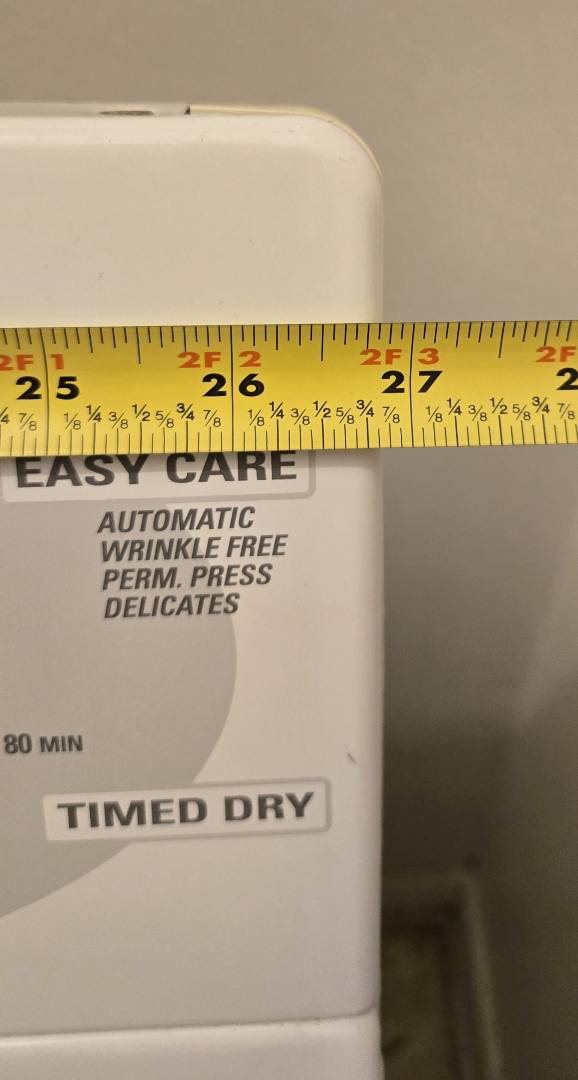 2F 1 2F 2 2F 3 2F
25 26 27 2
4 7/8 1/8 1/4 3/8 1/2 5/8 3/4 7/8 1/8 1/4 3/8 1/2 5/8 3/4 7/8 1/8 1/4 3/8 1/2 5/8 3/4 7/8
EASY CARE
AUTOMATIC
WRINKLE FREE
PERM. PRESS
DELICATES
80 MIN
TIMED DRY